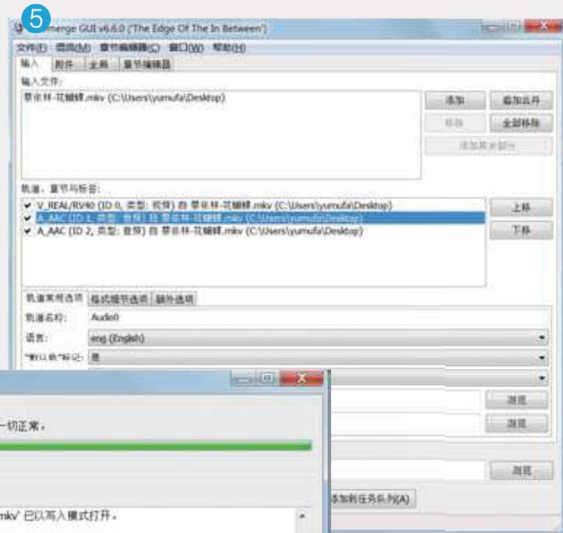 5
merge GUI v6.6.0 ('The Edge Of The In Between')
文件(F) 混流(M) 章节编辑器(C) 窗口(W) 帮助(H)
输入 附件 全局 章节编辑器
输入文件:
蔡依林-花蝴蝶.mkv (C:\Users\yumufa\Desktop)
添加 追加合并
移除 全部移除
轨道、章节与标签:
V_REAL/RV40 (ID 0, 类型: 视频) 自 蔡依林-花蝴蝶.mkv (C:\Users\yumufa\Desktop)
A_AAC (ID 1, 类型: 音频) 自 蔡依林-花蝴蝶.mkv (C:\Users\yumufa\Desktop)
A_AAC (ID 2, 类型: 音频) 自 蔡依林-花蝴蝶.mkv (C:\Users\yumufa\Desktop)
上移
下移
轨道常规选项 格式细节选项 额外选项
轨道名称: Audio0
语言: eng (English)
"默认轨"标记: 是
浏览
一切正常。
浏览
浏览
添加到任务队列(A)
mkv' 已以写入模式打开。